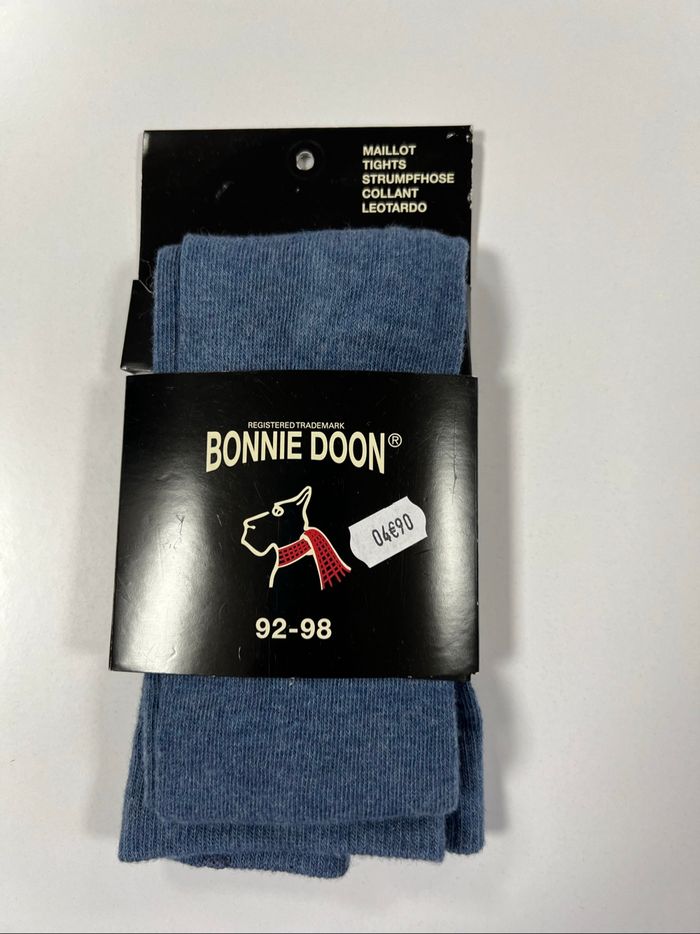 MAILLOT
TIGHTS
STRUMPFHOSE
COLLANT
LEOTARDO
REGISTERED TRADEMARK
BONNIE DOON®
04€90
92-98